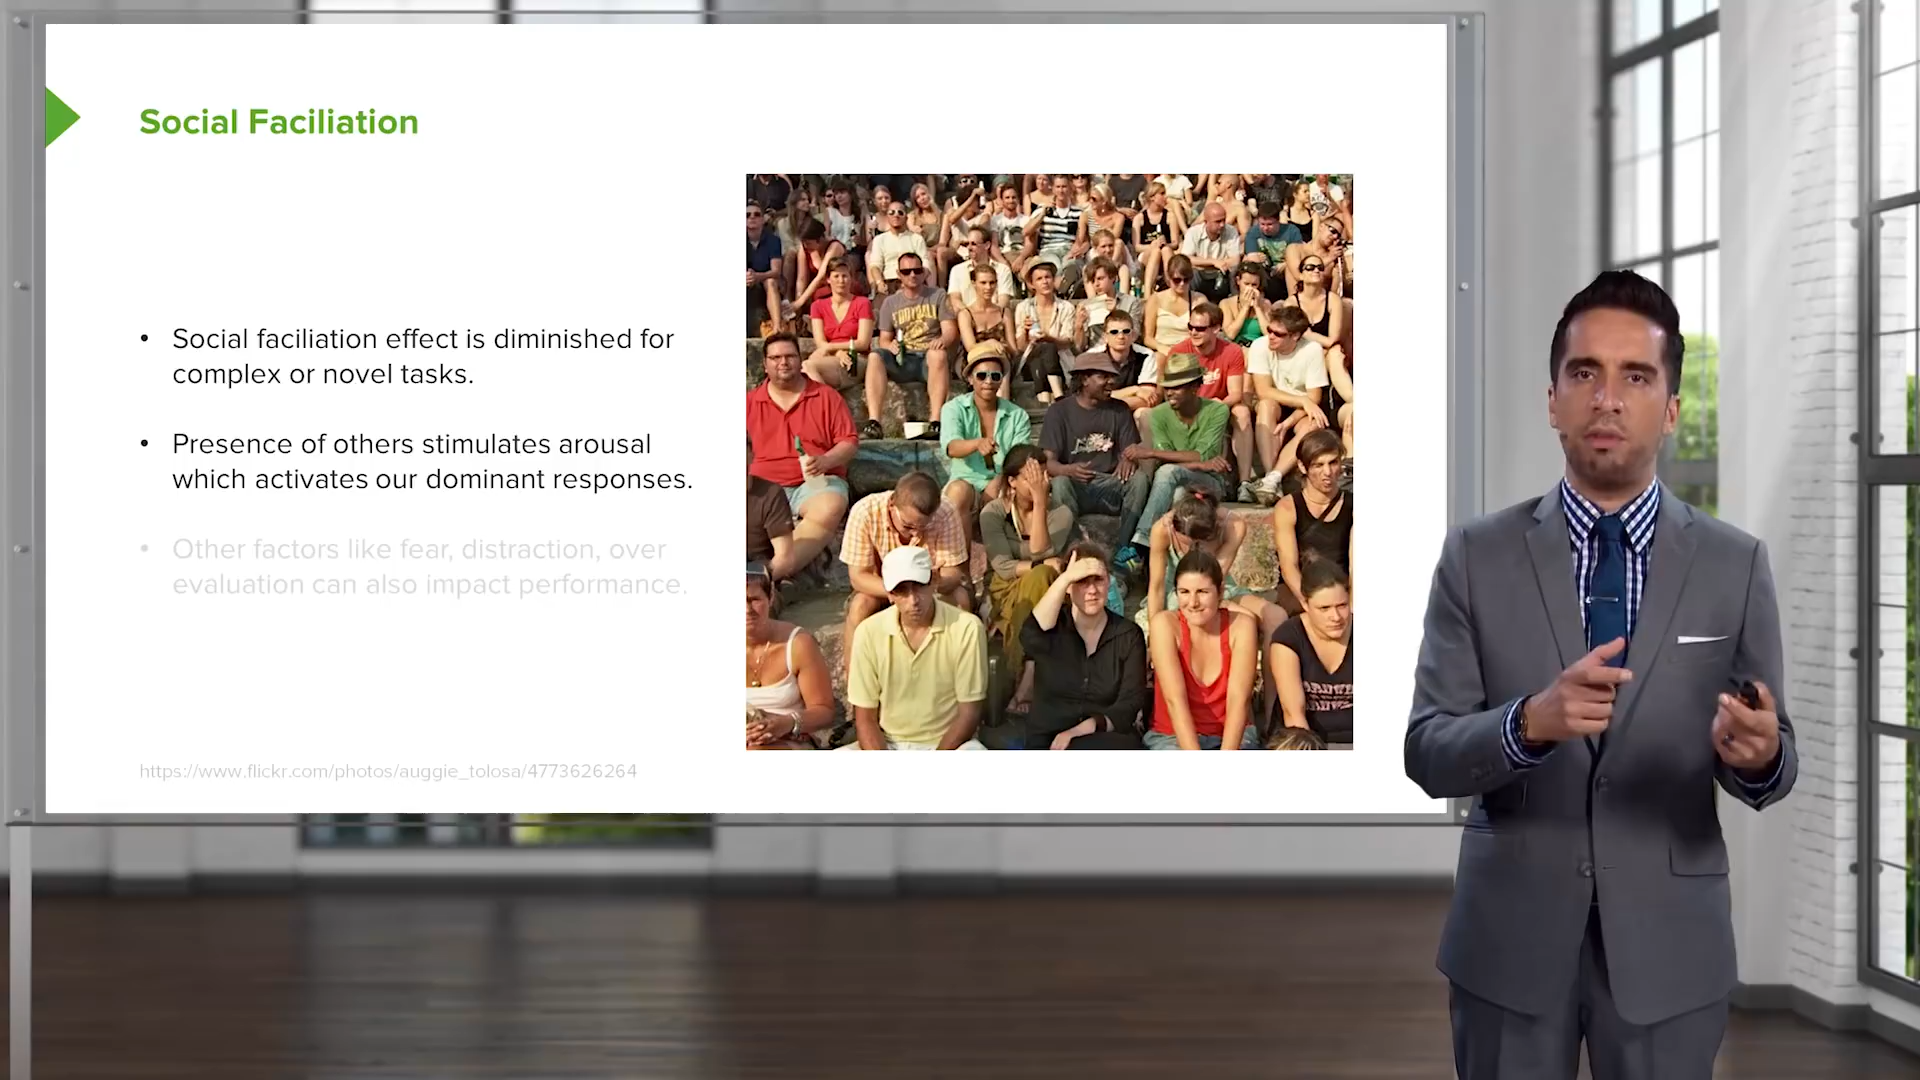 Social Faciliation
• Social faciliation effect is diminished for
complex or novel tasks.
• Presence of others stimulates arousal
which activates our dominant responses.
• Other factors like fear, distraction, over
evaluation can also impact performance.
https://www.flickr.com/photos/auggie_tolosa/4773626264
FOOTBALL